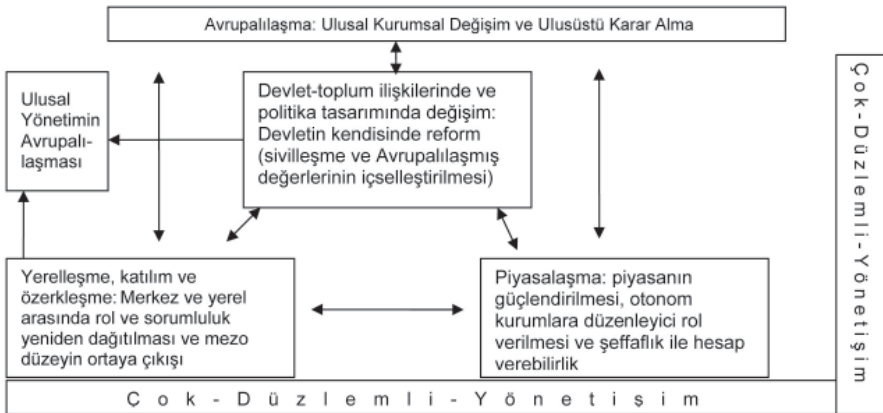 Avrupalılaşma: Ulusal Kurumsal Değişim ve Ulusüstü Karar Alma
Ulusal
Yönetimin
Avrupalı-
laşması
Devlet-toplum ilişkilerinde ve
politika tasarımında değişim:
Devletin kendisinde reform
(sivilleşme ve Avrupalılaşmış
değerlerinin içselleştirilmesi)
Yerelleşme, katılım ve
özerkleşme: Merkez ve yerel
arasında rol ve sorumluluk
yeniden dağıtılması ve mezo
düzeyin ortaya çıkışı
Piyasalaşma: piyasanın
güçlendirilmesi, otonom
kurumlara düzenleyici rol
verilmesi ve şeffaflık ile hesap
verebilirlik
Çok-Düzlemli-Yönetişim
Çok-Düzlemli-Yönetişim